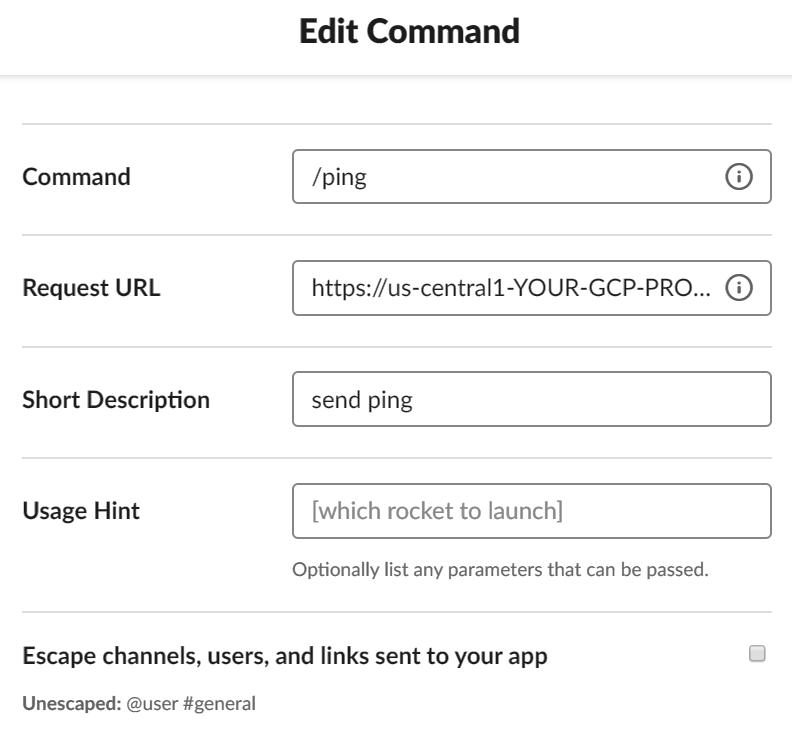 Edit Command
Command
/ping
Request URL
https://us-central1-YOUR-GCP-PRO...
Short Description
send ping
Usage Hint
[which rocket to launch]
Optionally list any parameters that can be passed.
Escape channels, users, and links sent to your app
Unescaped: @user #general